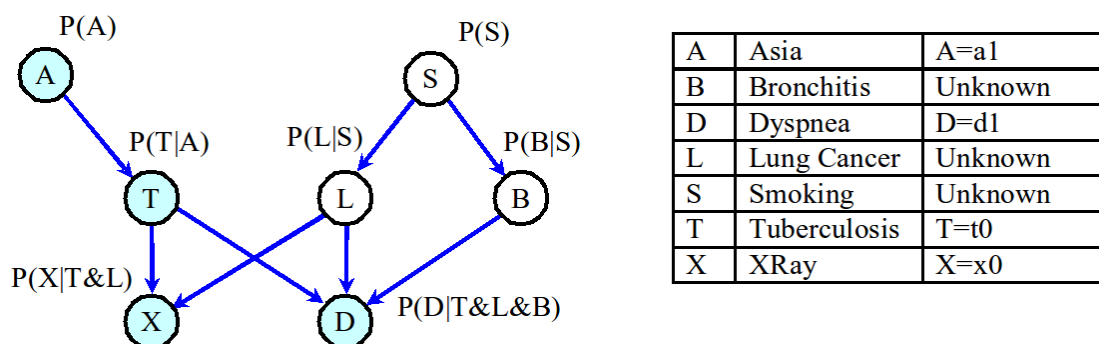 P(A)
A
P(S)
S
P(T|A)
P(L|S)
P(B|S)
T
L
B
P(X|T&L)
P(D|T&L&B)
X
D
A Asia A=a1
B Bronchitis Unknown
D Dyspnea D=d1
L Lung Cancer Unknown
S Smoking Unknown
T Tuberculosis T=t0
X XRay X=x0